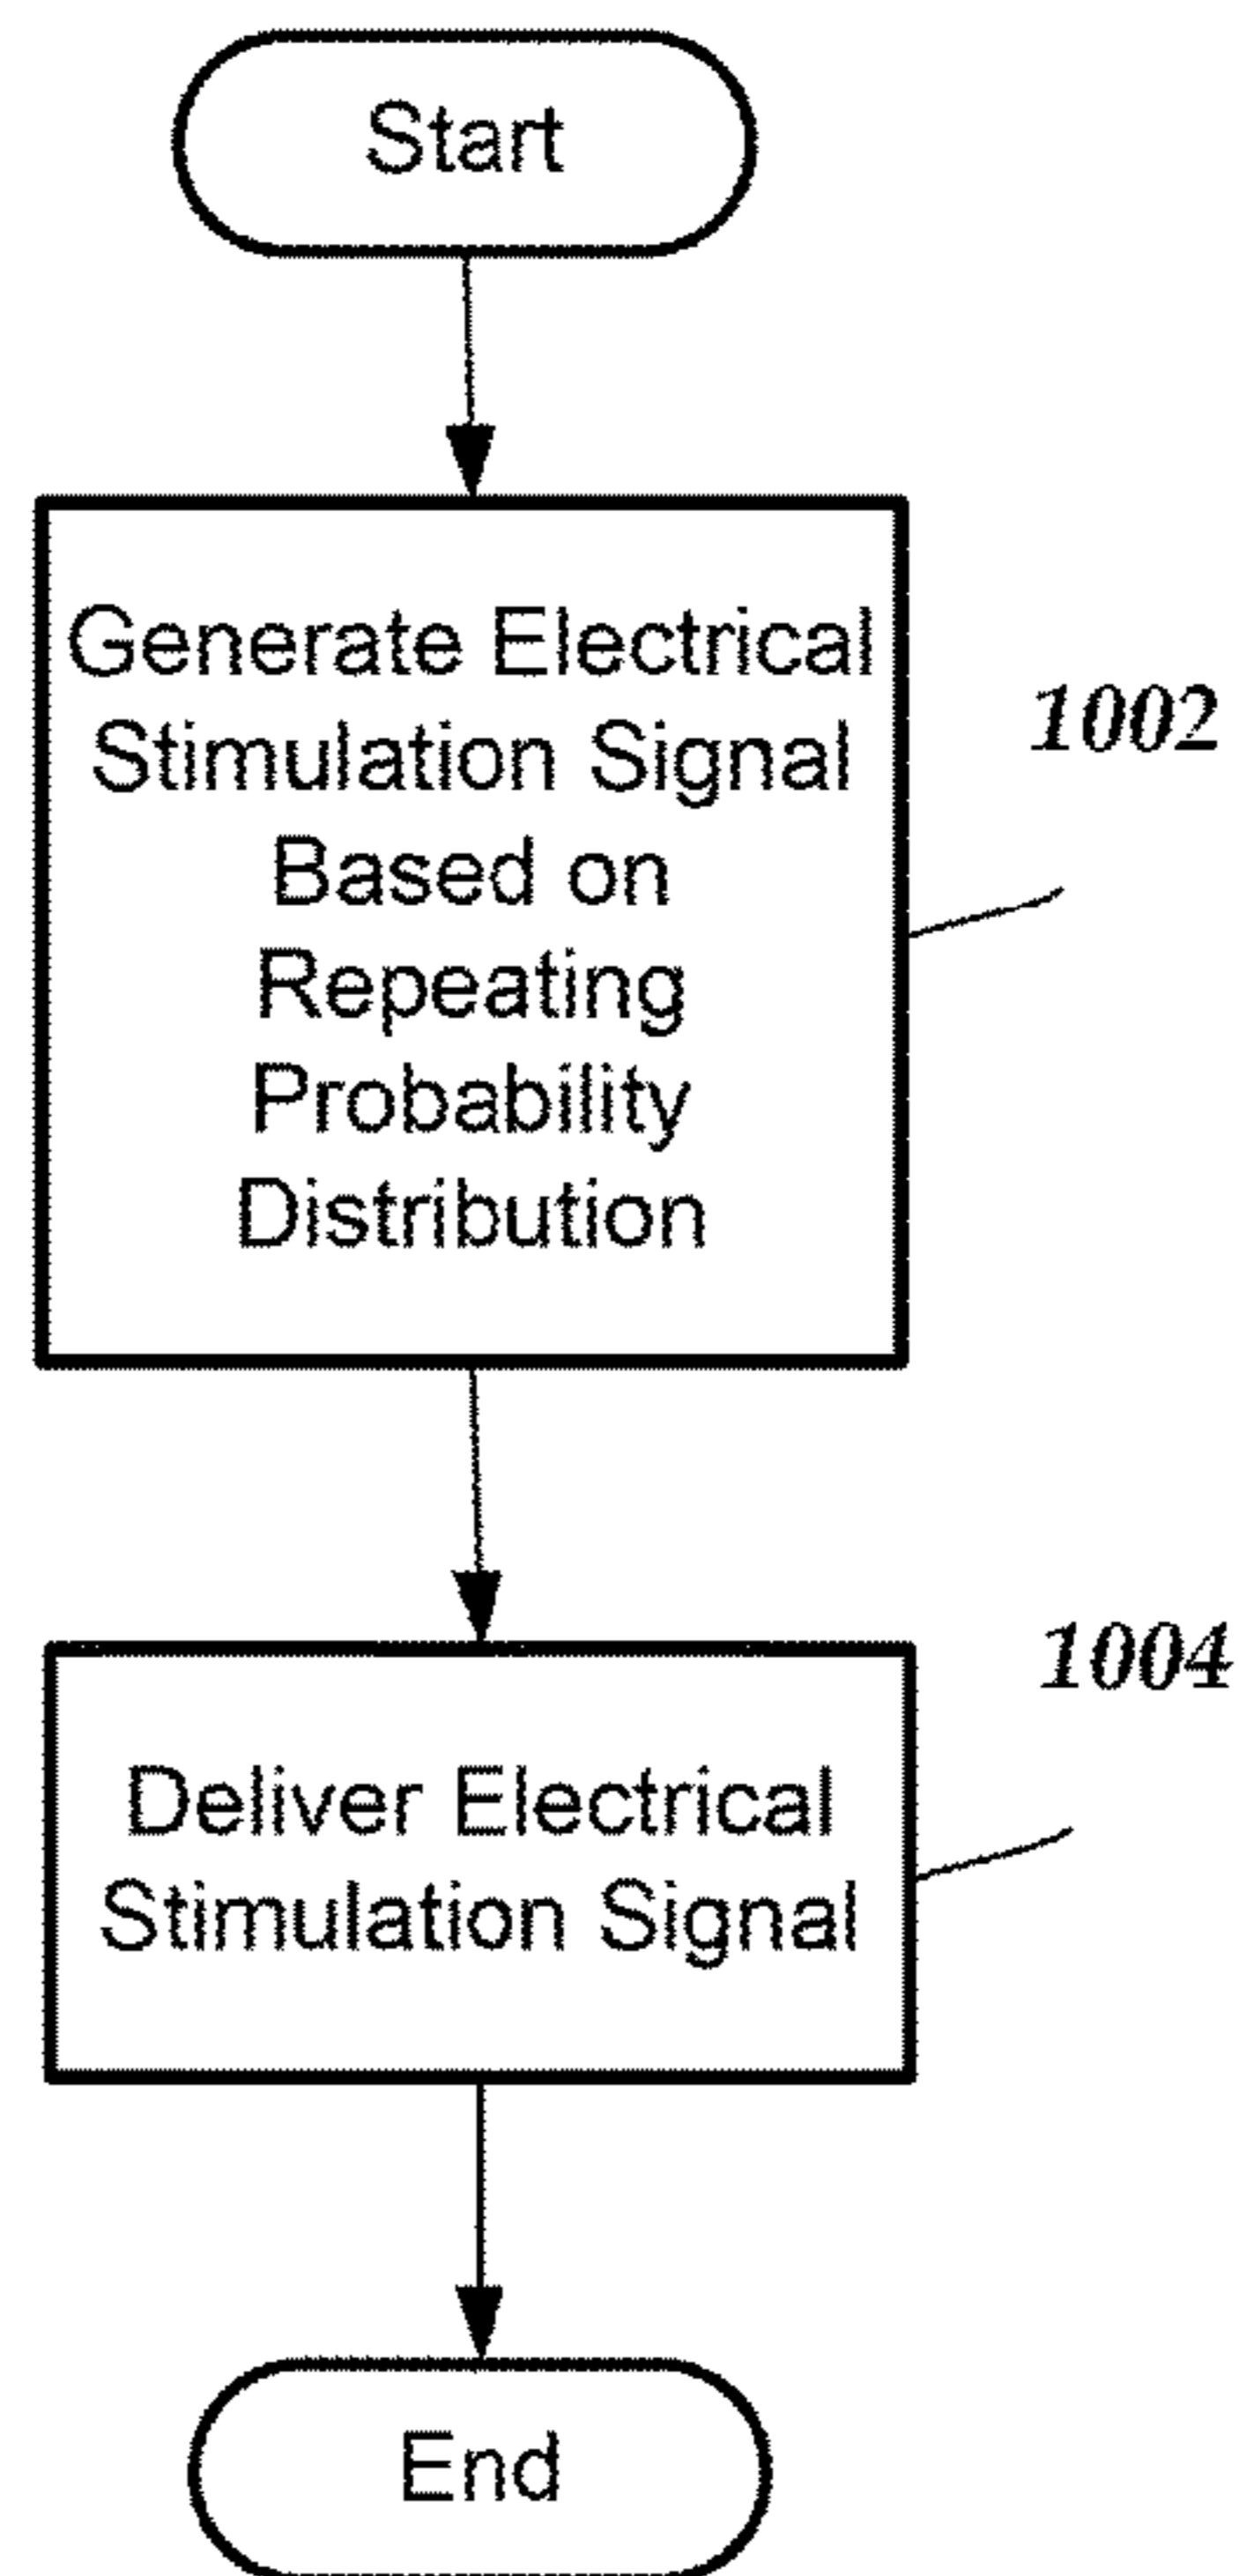 Start
Generate Electrical
Stimulation Signal
Based on
Repeating
Probability
Distribution
1002
Deliver Electrical
Stimulation Signal
1004
End